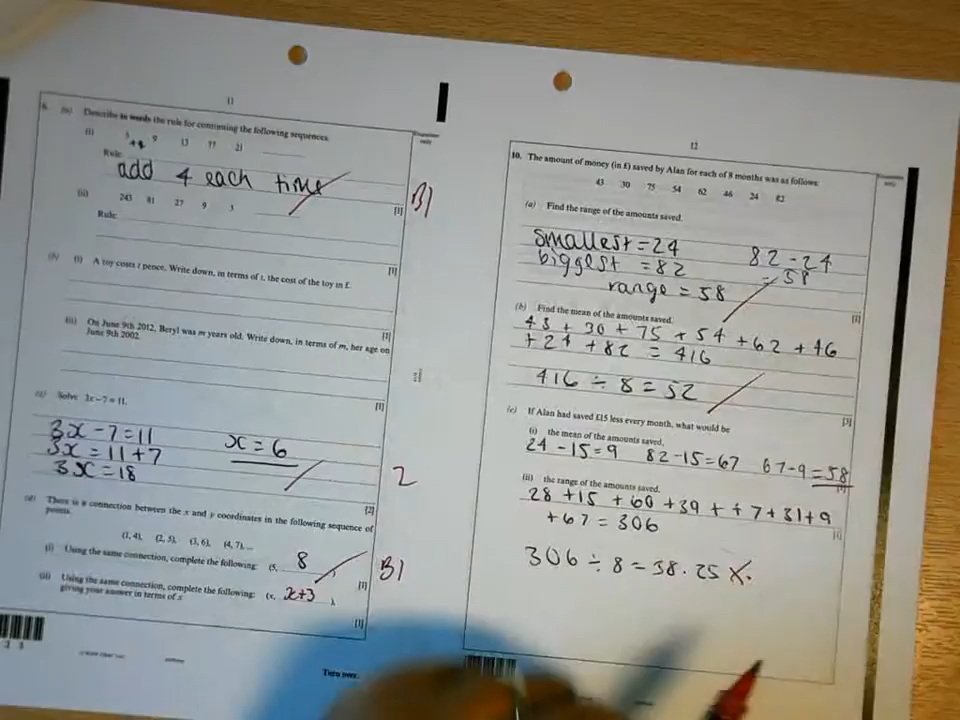 11
(a) Describe in words the rule for continuing the following sequences.
(i) 5 9 13 17 21
+4
Rule:
add 4 each time
[1]
B1
(ii) 243 81 27 9 3
Rule:
[1]
(b) (i) A toy costs t pence. Write down, in terms of t, the cost of the toy in £.
[1]
(ii) On June 9th 2012, Beryl was m years old. Write down, in terms of m, her age on
June 9th 2002.
[1]
(c) Solve 3x – 7 = 11.
3x - 7 = 11
3x = 11 + 7
3x = 18
x = 6
2
[2]
(d) There is a connection between the x and y coordinates in the following sequence of
points.
(1, 4), (2, 5), (3, 6), (4, 7), ...
(i) Using the same connection, complete the following: (5, 8 )
[1]
B1
(ii) Using the same connection, complete the following: (x, x+3 ),
giving your answer in terms of x
[1]
Turn over.
12
10. The amount of money (in £) saved by Alan for each of 8 months was as follows:
43 30 75 54 62 46 24 82
(a) Find the range of the amounts saved.
smallest = 24 82 - 24
biggest = 82 = 58
range = 58
[1]
(b) Find the mean of the amounts saved.
43 + 30 + 75 + 54 + 62 + 46
+ 24 + 82 = 416
416 ÷ 8 = 52
[3]
(c) If Alan had saved £15 less every month, what would be
(i) the mean of the amounts saved,
24 - 15 = 9 82 - 15 = 67 67 - 9 = 58
[1]
(ii) the range of the amounts saved.
28 + 15 + 60 + 39 + 47 + 31 + 9
+ 67 = 306
[1]
306 ÷ 8 = 38.25 X.